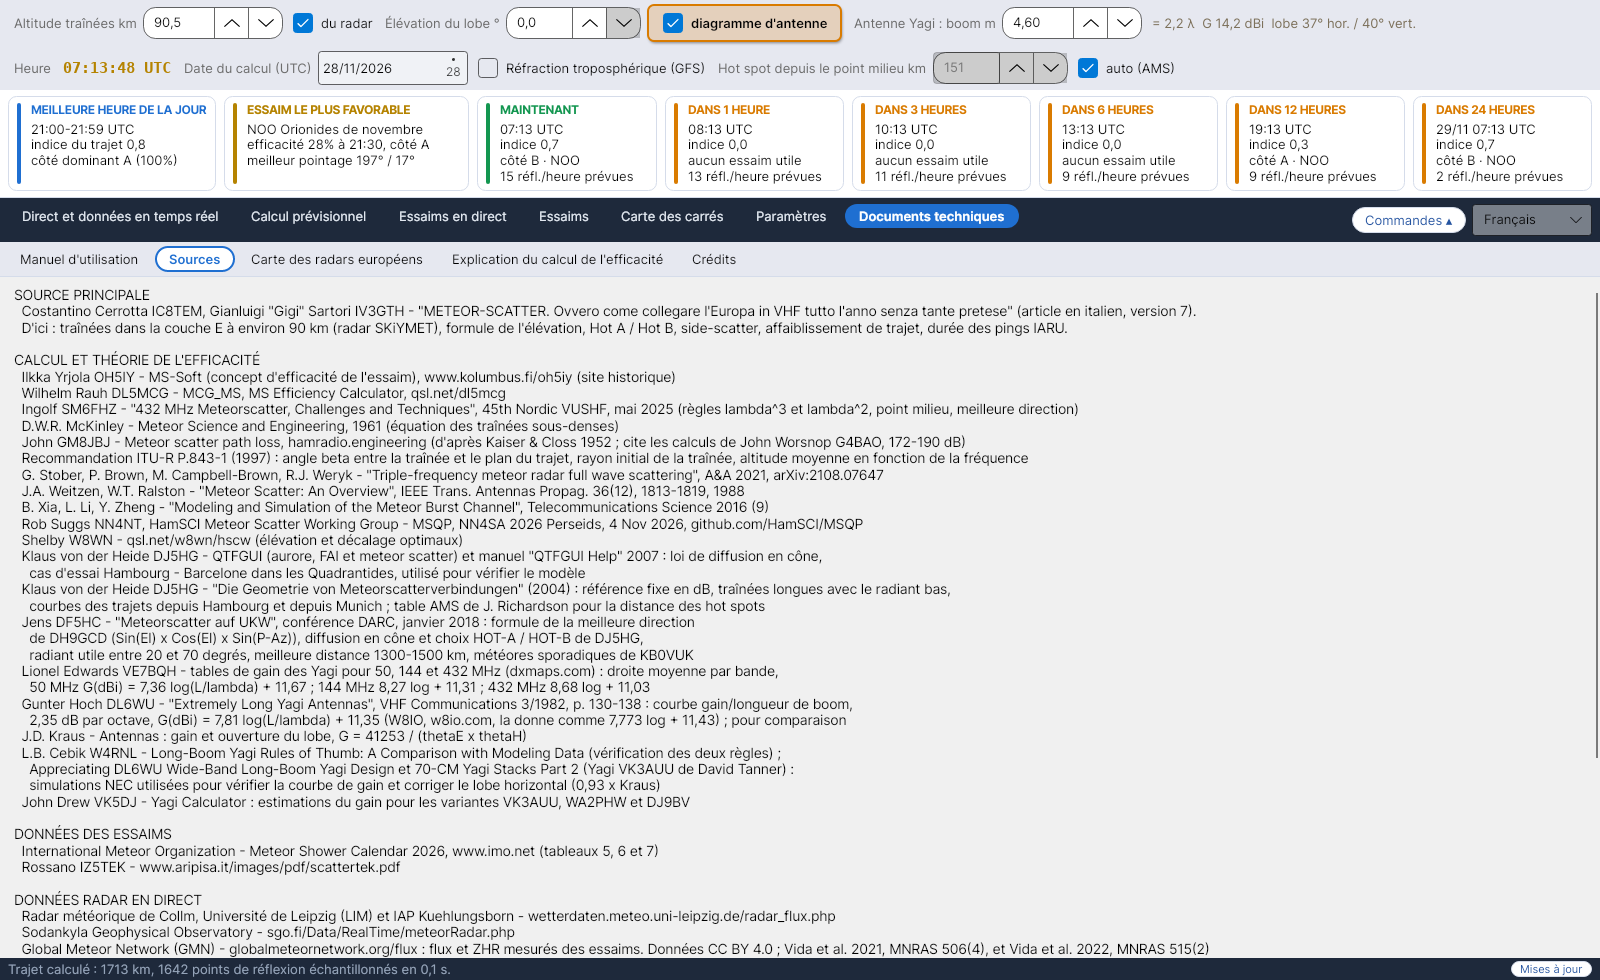 Altitude traînées km 90,5 du radar Élévation du lobe ° 0,0 diagramme d'antenne Antenne Yagi : boom m 4,60 = 2,2 λ G 14,2 dBi lobe 37° hor. / 40° vert.
Heure 07:13:48 UTC Date du calcul (UTC) 28/11/2026 28 Réfraction troposphérique (GFS) Hot spot depuis le point milieu km 151 auto (AMS)
MEILLEURE HEURE DE LA JOUR
21:00-21:59 UTC
indice du trajet 0,8
côté dominant A (100%)
ESSAIM LE PLUS FAVORABLE
NOO Orionides de novembre
efficacité 28% à 21:30, côté A
meilleur pointage 197° / 17°
MAINTENANT
07:13 UTC
indice 0,7
côté B · NOO
15 réfl./heure prévues
DANS 1 HEURE
08:13 UTC
indice 0,0
aucun essaim utile
13 réfl./heure prévues
DANS 3 HEURES
10:13 UTC
indice 0,0
aucun essaim utile
11 réfl./heure prévues
DANS 6 HEURES
13:13 UTC
indice 0,0
aucun essaim utile
9 réfl./heure prévues
DANS 12 HEURES
19:13 UTC
indice 0,3
côté A · NOO
9 réfl./heure prévues
DANS 24 HEURES
29/11 07:13 UTC
indice 0,7
côté B · NOO
2 réfl./heure prévues
Direct et données en temps réel Calcul prévisionnel Essaims en direct Essaims Carte des carrés Paramètres Documents techniques Commandes ▴ Français
Manuel d'utilisation Sources Carte des radars européens Explication du calcul de l'efficacité Crédits
SOURCE PRINCIPALE
Costantino Cerrotta IC8TEM, Gianluigi "Gigi" Sartori IV3GTH - "METEOR-SCATTER. Ovvero come collegare l'Europa in VHF tutto l'anno senza tante pretese" (article en italien, version 7).
D'ici : traînées dans la couche E à environ 90 km (radar SKiYMET), formule de l'élévation, Hot A / Hot B, side-scatter, affaiblissement de trajet, durée des pings IARU.
CALCUL ET THÉORIE DE L'EFFICACITÉ
Ilkka Yrjola OH5IY - MS-Soft (concept d'efficacité de l'essaim), www.kolumbus.fi/oh5iy (site historique)
Wilhelm Rauh DL5MCG - MCG_MS, MS Efficiency Calculator, qsl.net/dl5mcg
Ingolf SM6FHZ - "432 MHz Meteorscatter, Challenges and Techniques", 45th Nordic VUSHF, mai 2025 (règles lambda^3 et lambda^2, point milieu, meilleure direction)
D.W.R. McKinley - Meteor Science and Engineering, 1961 (équation des traînées sous-denses)
John GM8JBJ - Meteor scatter path loss, hamradio.engineering (d'après Kaiser & Closs 1952 ; cite les calculs de John Worsnop G4BAO, 172-190 dB)
Recommandation ITU-R P.843-1 (1997) : angle beta entre la traînée et le plan du trajet, rayon initial de la traînée, altitude moyenne en fonction de la fréquence
G. Stober, P. Brown, M. Campbell-Brown, R.J. Weryk - "Triple-frequency meteor radar full wave scattering", A&A 2021, arXiv:2108.07647
J.A. Weitzen, W.T. Ralston - "Meteor Scatter: An Overview", IEEE Trans. Antennas Propag. 36(12), 1813-1819, 1988
B. Xia, L. Li, Y. Zheng - "Modeling and Simulation of the Meteor Burst Channel", Telecommunications Science 2016 (9)
Rob Suggs NN4NT, HamSCI Meteor Scatter Working Group - MSQP, NN4SA 2026 Perseids, 4 Nov 2026, github.com/HamSCI/MSQP
Shelby W8WN - qsl.net/w8wn/hscw (élévation et décalage optimaux)
Klaus von der Heide DJ5HG - QTFGUI (aurore, FAI et meteor scatter) et manuel "QTFGUI Help" 2007 : loi de diffusion en cône,
cas d'essai Hambourg - Barcelone dans les Quadrantides, utilisé pour vérifier le modèle
Klaus von der Heide DJ5HG - "Die Geometrie von Meteorscatterverbindungen" (2004) : référence fixe en dB, traînées longues avec le radiant bas,
courbes des trajets depuis Hambourg et depuis Munich ; table AMS de J. Richardson pour la distance des hot spots
Jens DF5HC - "Meteorscatter auf UKW", conférence DARC, janvier 2018 : formule de la meilleure direction
de DH9GCD (Sin(El) x Cos(El) x Sin(P-Az)), diffusion en cône et choix HOT-A / HOT-B de DJ5HG,
radiant utile entre 20 et 70 degrés, meilleure distance 1300-1500 km, météores sporadiques de KB0VUK
Lionel Edwards VE7BQH - tables de gain des Yagi pour 50, 144 et 432 MHz (dxmaps.com) : droite moyenne par bande,
50 MHz G(dBi) = 7,36 log(L/lambda) + 11,67 ; 144 MHz 8,27 log + 11,31 ; 432 MHz 8,68 log + 11,03
Gunter Hoch DL6WU - "Extremely Long Yagi Antennas", VHF Communications 3/1982, p. 130-138 : courbe gain/longueur de boom,
2,35 dB par octave, G(dBi) = 7,81 log(L/lambda) + 11,35 (W8IO, w8io.com, la donne comme 7,773 log + 11,43) ; pour comparaison
J.D. Kraus - Antennas : gain et ouverture du lobe, G = 41253 / (thetaE x thetaH)
L.B. Cebik W4RNL - Long-Boom Yagi Rules of Thumb: A Comparison with Modeling Data (vérification des deux règles) ;
Appreciating DL6WU Wide-Band Long-Boom Yagi Design et 70-CM Yagi Stacks Part 2 (Yagi VK3AUU de David Tanner) :
simulations NEC utilisées pour vérifier la courbe de gain et corriger le lobe horizontal (0,93 x Kraus)
John Drew VK5DJ - Yagi Calculator : estimations du gain pour les variantes VK3AUU, WA2PHW et DJ9BV
DONNÉES DES ESSAIMS
International Meteor Organization - Meteor Shower Calendar 2026, www.imo.net (tableaux 5, 6 et 7)
Rossano IZ5TEK - www.aripisa.it/images/pdf/scattertek.pdf
DONNÉES RADAR EN DIRECT
Radar météorique de Collm, Université de Leipzig (LIM) et IAP Kuehlungsborn - wetterdaten.meteo.uni-leipzig.de/radar_flux.php
Sodankyla Geophysical Observatory - sgo.fi/Data/RealTime/meteorRadar.php
Global Meteor Network (GMN) - globalmeteornetwork.org/flux : flux et ZHR mesurés des essaims. Données CC BY 4.0 ; Vida et al. 2021, MNRAS 506(4), et Vida et al. 2022, MNRAS 515(2)
Trajet calculé : 1713 km, 1642 points de réflexion échantillonnés en 0,1 s. Mises à jour